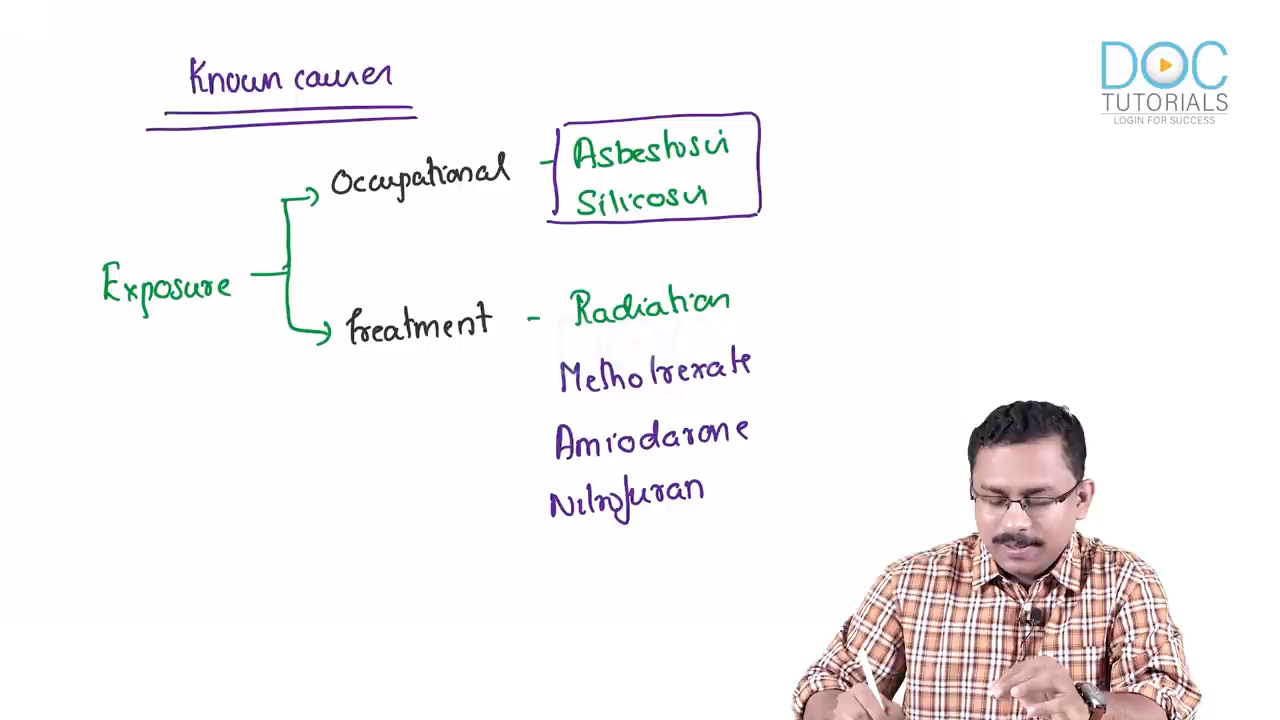 Known causes
DOC
TUTORIALS
LOGIN FOR SUCCESS
Occupational - Asbestosis
Silicosis
Exposure
Treatment - Radiation
Methotrexate
Amiodarone
Nitrofuran